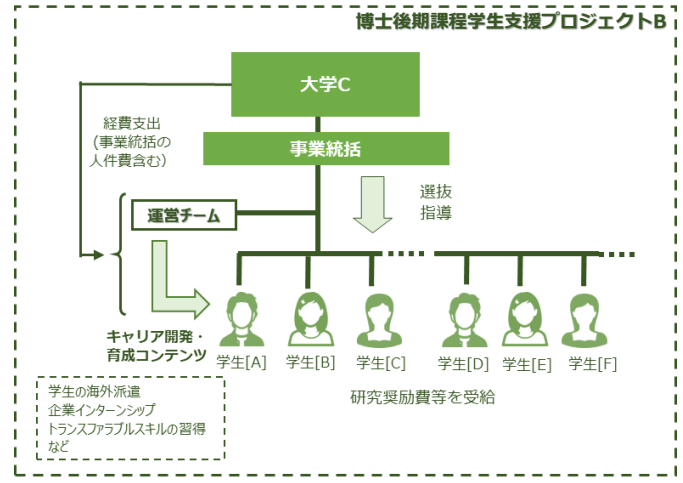 博士後期課程学生支援プロジェクトB
大学C
経費支出
(事業統括の
人件費含む)
事業統括
選抜
指導
運営チーム
キャリア開発・
育成コンテンツ
学生[A]
学生[B]
学生[C]
学生[D]
学生[E]
学生[F]
研究奨励費等を受給
学生の海外派遣
企業インターンシップ
トランスファラブルスキルの習得
など